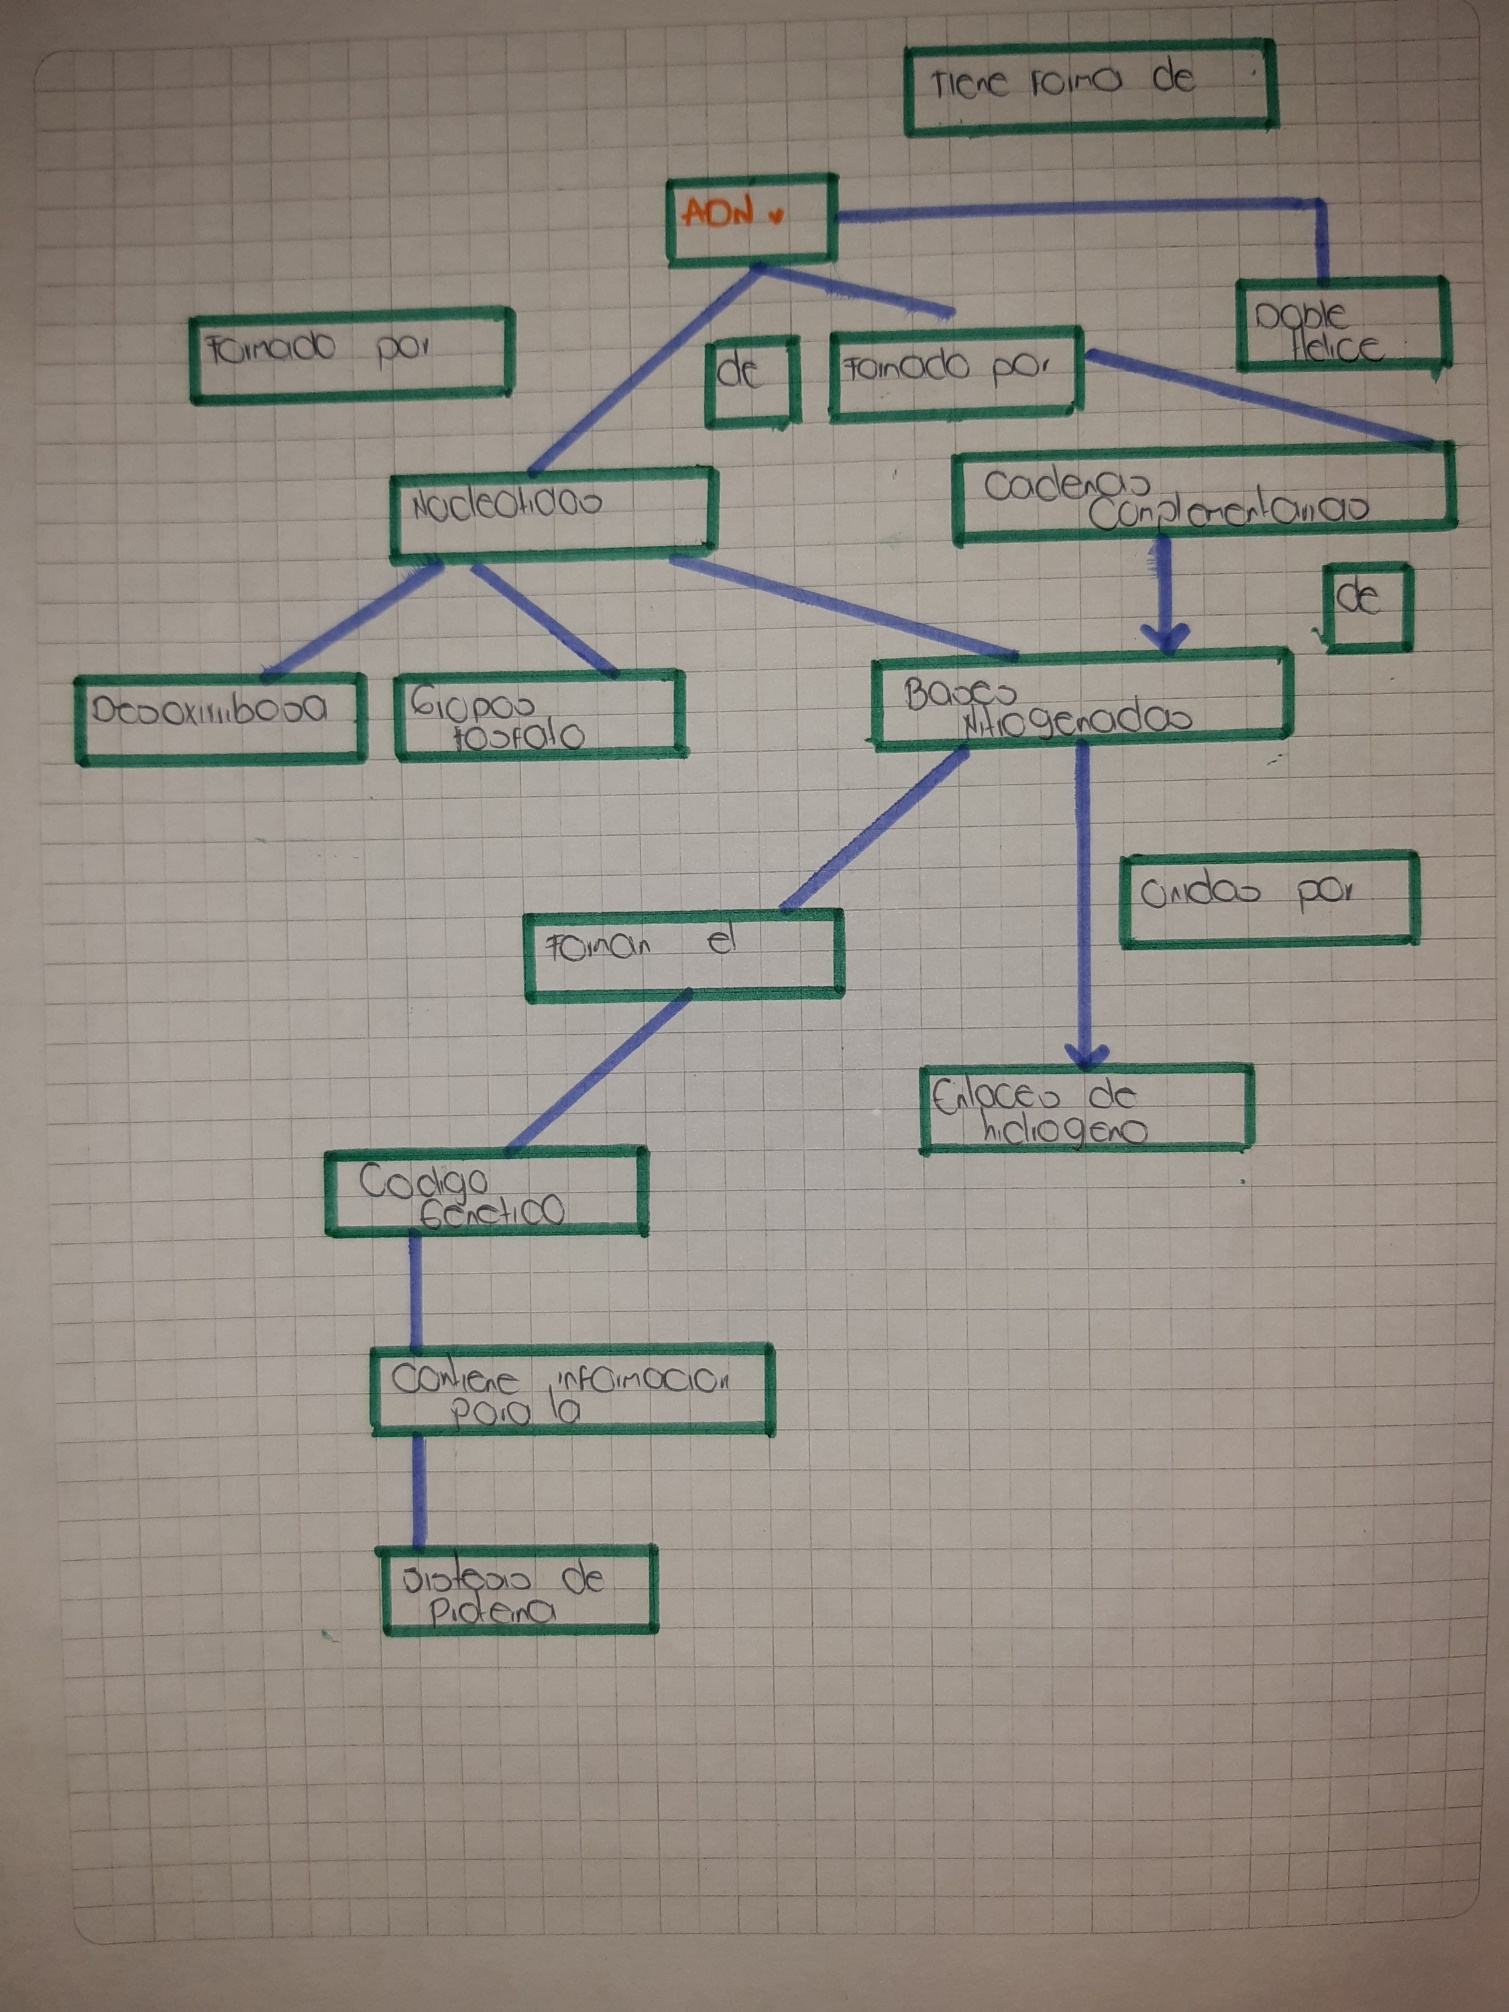 Tiene forma de
ADN
Doble
Helice
Formado por
de
Formado por
Nucleotidos
Cadenas
Complementarias
de
Desoxirribosa
Grupos
fosfato
Bases
Nitrogenadas
Unidas por
Forman el
Enlaces de
hidrogeno
Codigo
Genetico
Contiene informacion
para la
de
Proteina